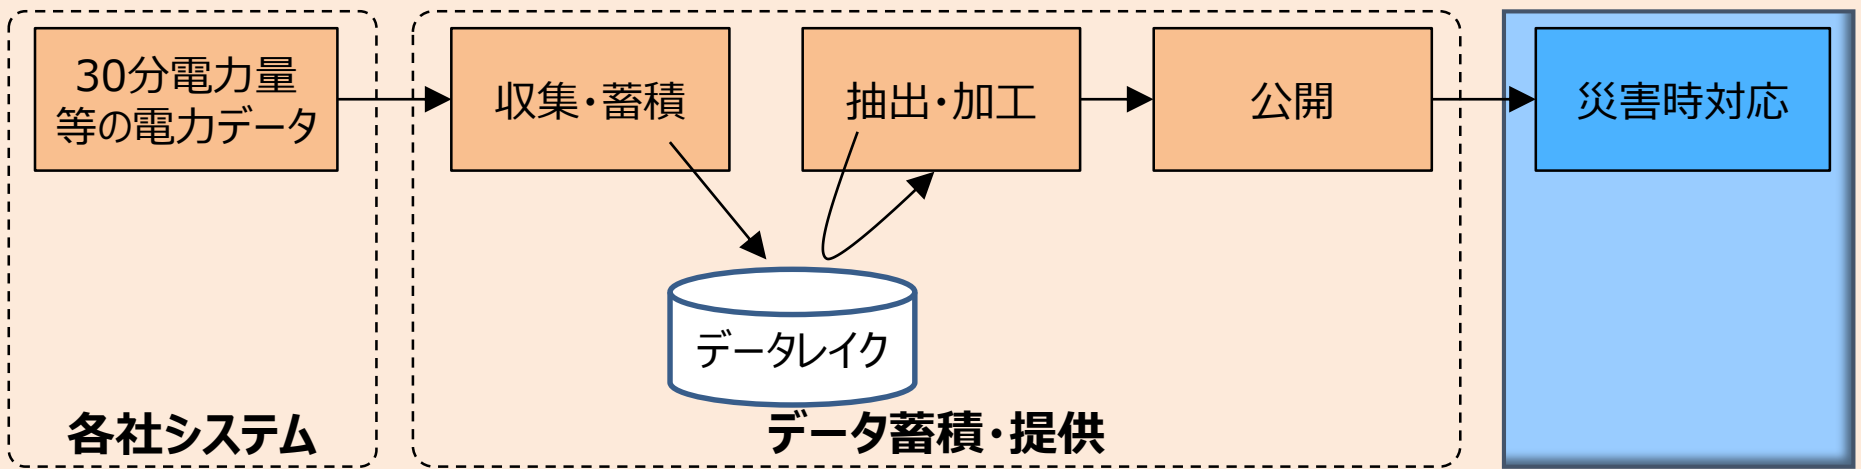 30分電力量
等の電力データ
収集・蓄積
抽出・加工
公開
災害時対応
データレイク
各社システム
データ蓄積・提供